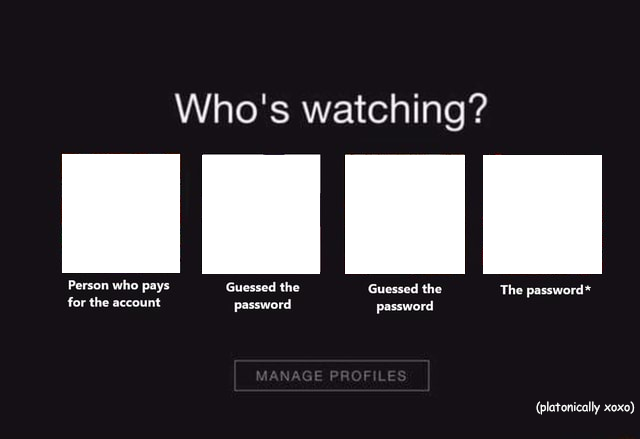 Who's watching?
Person who pays
for the account
Guessed the
password
Guessed the
password
The password*
MANAGE PROFILES
(platonically xoxo)